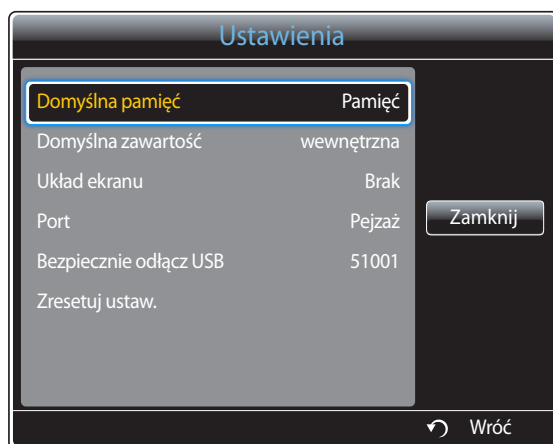 Ustawienia
Domyślna pamięć Pamięć
Domyślna zawartość wewnętrzna
Układ ekranu Brak
Port Pejzaż
Bezpiecznie odłącz USB 51001
Zresetuj ustaw.
Zamknij
Wróć